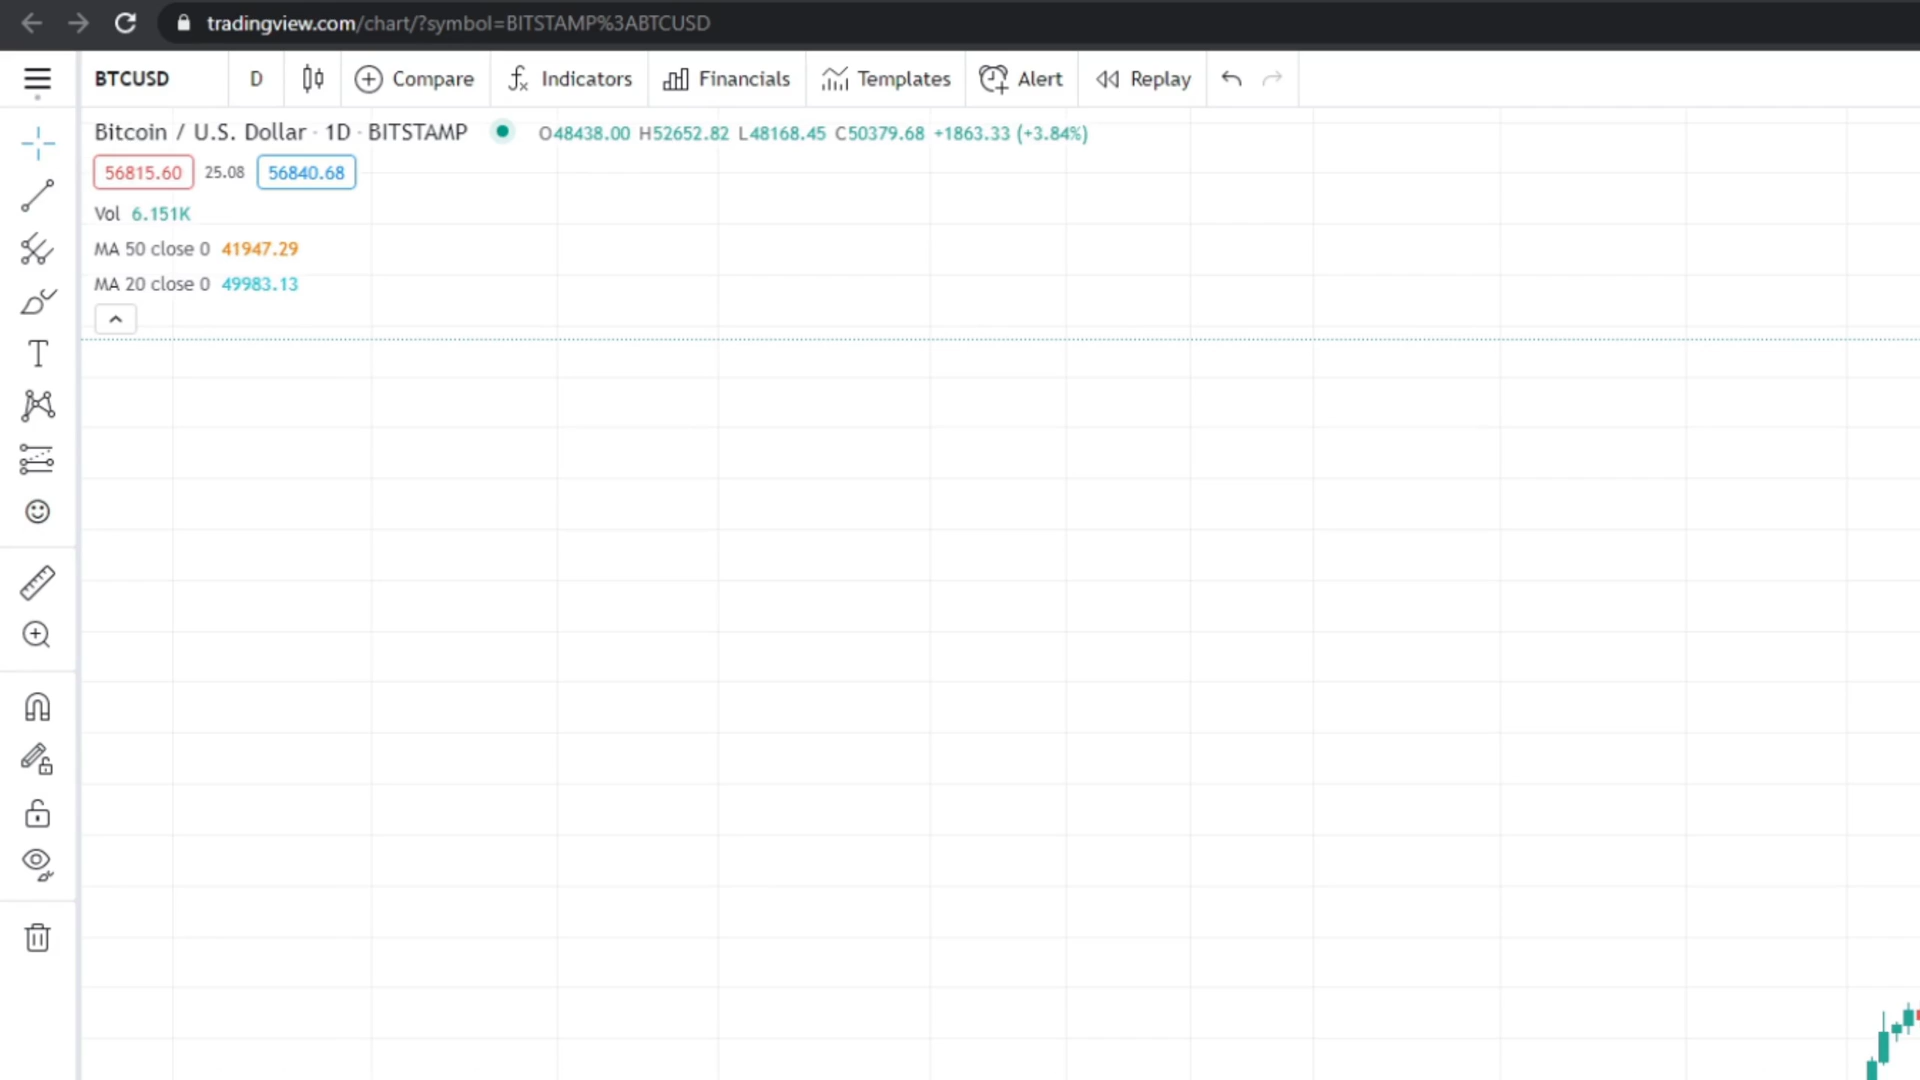 tradingview.com/chart/?symbol=BITSTAMP%3ABTCUSD
BTCUSD D Compare Indicators Financials Templates Alert Replay
Bitcoin / U.S. Dollar · 1D · BITSTAMP O48438.00 H52652.82 L48168.45 C50379.68 +1863.33 (+3.84%)
56815.60 25.08 56840.68
Vol 6.151K
MA 50 close 0 41947.29
MA 20 close 0 49983.13